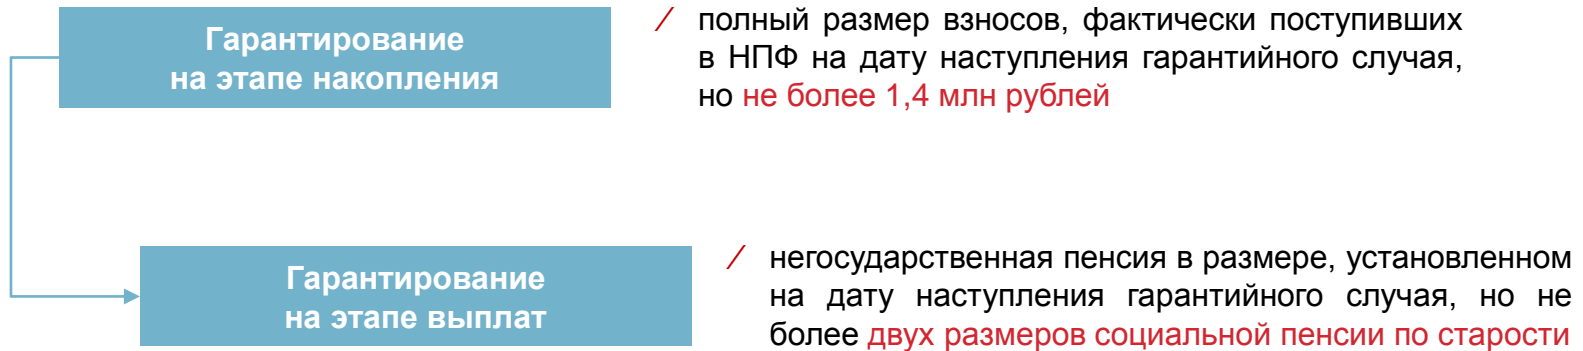 Гарантирование
на этапе накопления
/ полный размер взносов, фактически поступивших
в НПФ на дату наступления гарантийного случая,
но не более 1,4 млн рублей
Гарантирование
на этапе выплат
/ негосударственная пенсия в размере, установленном
на дату наступления гарантийного случая, но не
более двух размеров социальной пенсии по старости